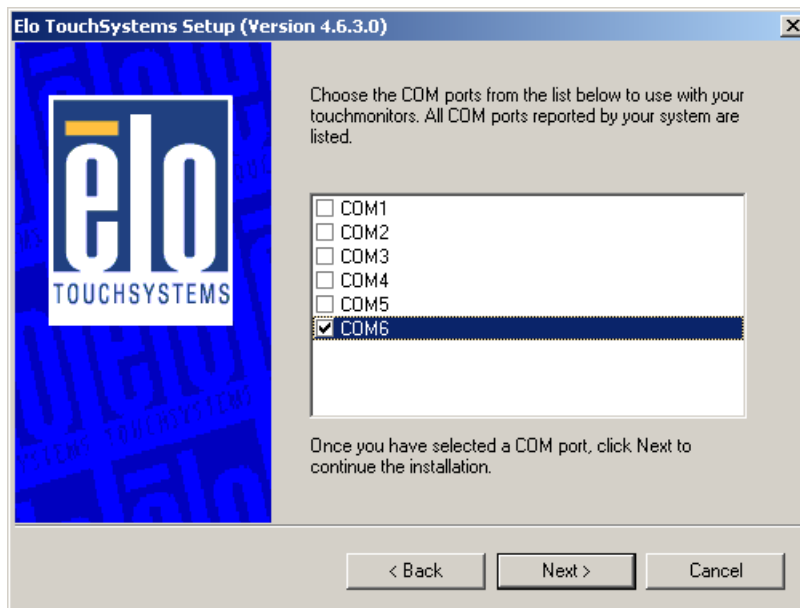 Elo TouchSystems Setup (Version 4.6.3.0)
elo
TOUCHSYSTEMS
Choose the COM ports from the list below to use with your
touchmonitors. All COM ports reported by your system are
listed.
COM1
COM2
COM3
COM4
COM5
COM6
Once you have selected a COM port, click Next to
continue the installation.
< Back
Next >
Cancel